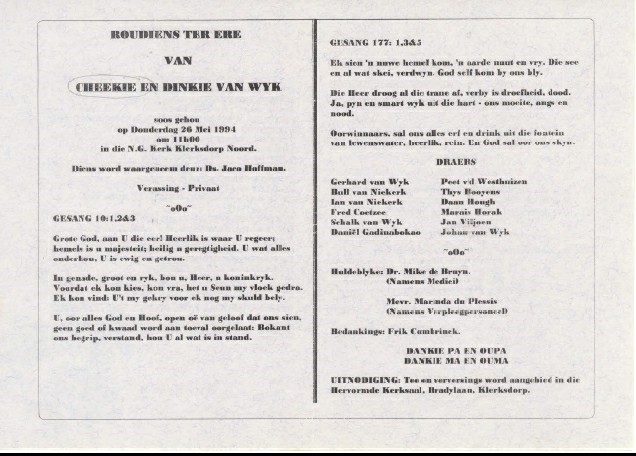 ROUDIENS TER ERE
VAN
CHEEKIE EN DINKIE VAN WYK
soos gehou
op Donderdag 26 Mei 1994
am 11h00
in die N.G. Kerk Klerksdorp Noord.
Diens word waargeneem deur: Ds. Jaco Hoffman.
Verassing - Privaat
~oOo~
GESANG 10:1,2&3
Grote God, aan U die eer! Heerlik is waar U regeer;
hemels is u majesteit; heilig u geregtigheid. U wat alles
onderhou, U is ewig en getrou.
In genade, groot en ryk, bou u, Heer, u koninkryk.
Voordat ek kon kies, kon vra, het u Seun my vloek gedra.
Ek kon vind: U't my gekry voor ek nog my skuld bely.
U, oor alles God en Hoof, open oë van geloof dat ons sien,
geen goed of kwaad word aan toeval oorgelaat: Bokant
ons begrip, verstand, hou U al wat is in stand.
GESANG 177: 1,3&5
Ek sien 'n nuwe hemel kom, 'n aarde nuut en vry. Die see
en al wat skei, verdwyn. God self kom by ons bly.
Die Heer droog al die trane af, verby is droefheid, dood.
Ja, pyn en smart wyk uit die hart - ons moeite, angs en
nood.
Oorwinnaars, sal ons alles erf en drink uit die fontein
van lewenswater, heerlik, rein. En God sal oor ons skyn.
DRAERS
Gerhard van Wyk Peet v/d Westhuizen
Bull van Niekerk Thys Booyens
Ian van Niekerk Daan Hough
Fred Coetzee Marais Horak
Schalk van Wyk Jan Viljoen
Daniël Gadinabokao Johan van Wyk
~oOo~
Huldeblyke: Dr. Mike de Bruyn.
(Namens Medici)
Mevr. Marinda du Plessis
(Namens Verpleegpersoneel)
Bedankings: Frik Combrinck.
DANKIE PA EN OUPA
DANKIE MA EN OUMA
UITNODIGING: Tee en verversings word aangebied in die
Hervormde Kerksaal, Bradylaan, Klerksdorp.